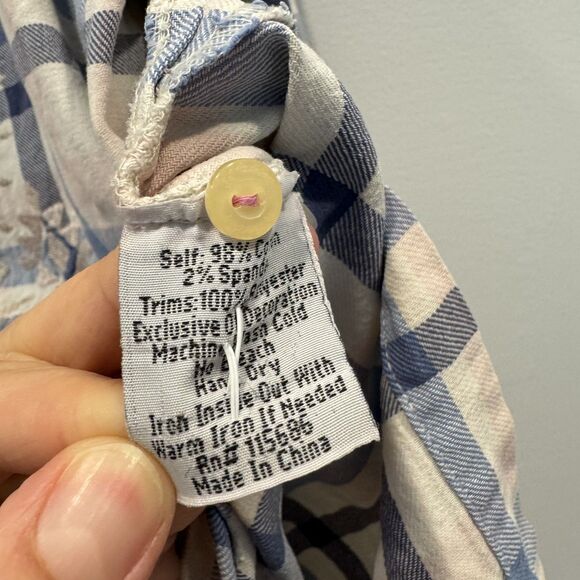 Self: 98%
2% Spandex
Trims-100% Polyester
Exclusive Of Decoration
Machine Wash Cold
No Bleach
Hang Dry
Iron Inside Out With
Warm Iron If Needed
Rn# 115686
Made In China